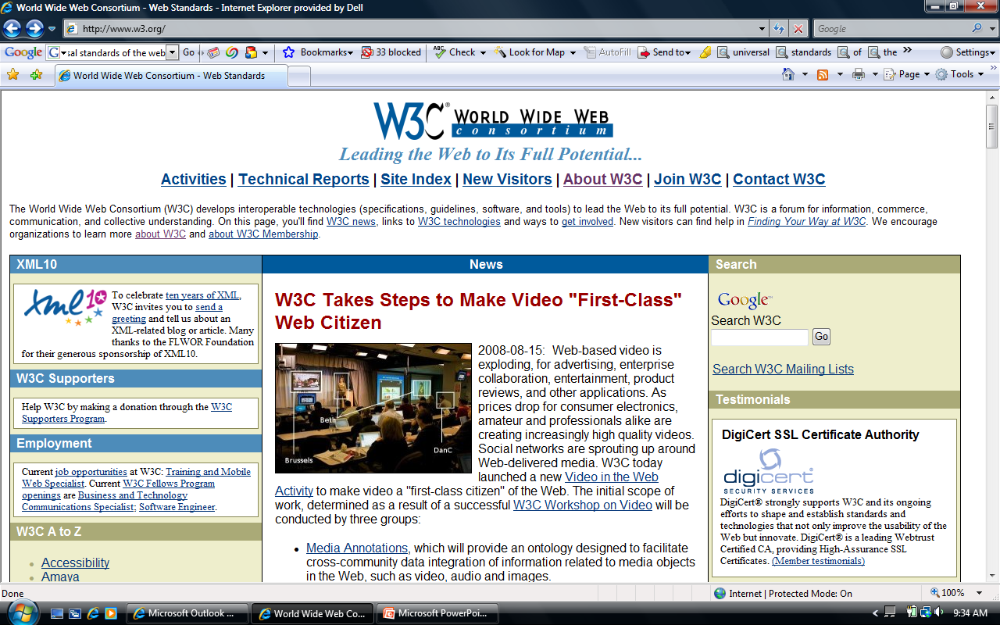 World Wide Web Consortium - Web Standards - Internet Explorer provided by Dell
http://www.w3.org/
Google
Google sal standards of the web Go Bookmarks 33 blocked Check Look for Map AutoFill Send to universal standards of the Settings
World Wide Web Consortium - Web Standards
Page Tools
W3C® WORLD WIDE WEB
consortium
Leading the Web to Its Full Potential...
Activities | Technical Reports | Site Index | New Visitors | About W3C | Join W3C | Contact W3C
The World Wide Web Consortium (W3C) develops interoperable technologies (specifications, guidelines, software, and tools) to lead the Web to its full potential. W3C is a forum for information, commerce,
communication, and collective understanding. On this page, you'll find W3C news, links to W3C technologies and ways to get involved. New visitors can find help in Finding Your Way at W3C. We encourage
organizations to learn more about W3C and about W3C Membership.
XML10
xml 10
To celebrate ten years of XML,
W3C invites you to send a
greeting and tell us about an
XML-related blog or article. Many
thanks to the FLWOR Foundation
for their generous sponsorship of XML10.
W3C Supporters
Help W3C by making a donation through the W3C
Supporters Program.
Employment
Current job opportunities at W3C: Training and Mobile
Web Specialist. Current W3C Fellows Program
openings are Business and Technology
Communications Specialist; Software Engineer.
W3C A to Z
Accessibility
Amaya
News
W3C Takes Steps to Make Video "First-Class"
Web Citizen
Beth
DanC
Brussels
2008-08-15: Web-based video is
exploding, for advertising, enterprise
collaboration, entertainment, product
reviews, and other applications. As
prices drop for consumer electronics,
amateur and professionals alike are
creating increasingly high quality videos.
Social networks are sprouting up around
Web-delivered media. W3C today
launched a new Video in the Web
Activity to make video a "first-class citizen" of the Web. The initial scope of
work, determined as a result of a successful W3C Workshop on Video will be
conducted by three groups:
Media Annotations, which will provide an ontology designed to facilitate
cross-community data integration of information related to media objects
in the Web, such as video, audio and images.
Search
Google™
Search W3C
Go
Search W3C Mailing Lists
Testimonials
DigiCert SSL Certificate Authority
digicert
SECURITY SERVICES
DigiCert® strongly supports W3C and its ongoing
efforts to shape and establish standards and
technologies that not only improve the usability of the
Web but innovate. DigiCert® is a leading Webtrust
Certified CA, providing High-Assurance SSL
Certificates. (Member testimonials)
Done
Internet | Protected Mode: On
100%
Microsoft Outlook ...
World Wide Web Co...
Microsoft PowerPoi...
9:34 AM